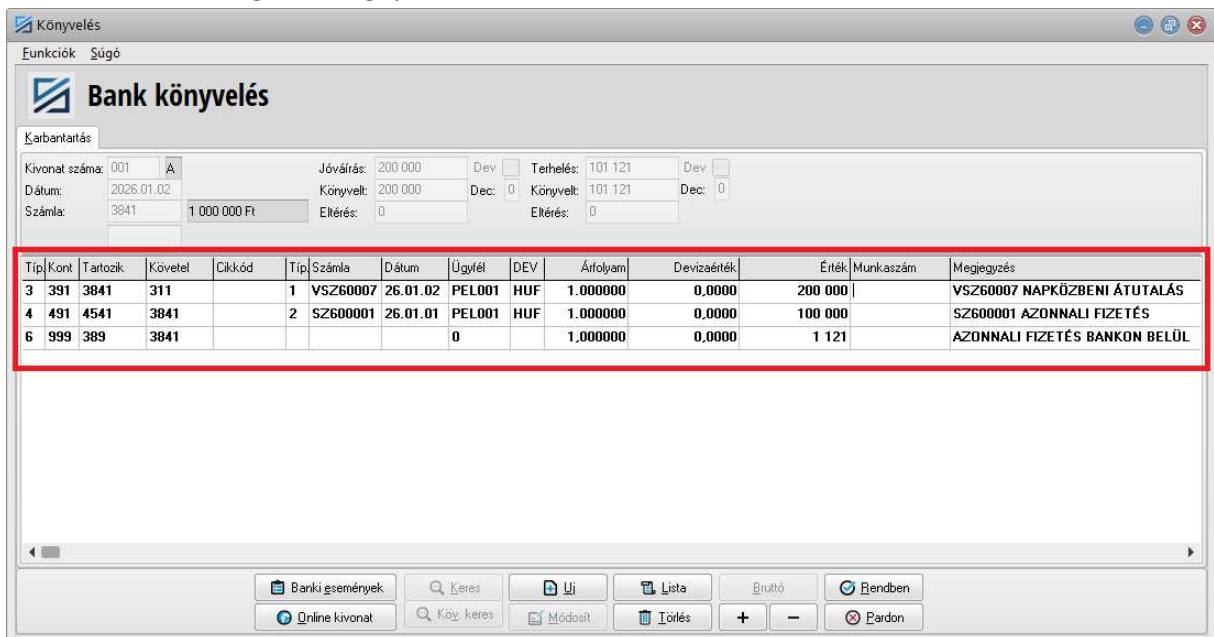 Könyvelés
Funkciók Súgó
Bank könyvelés
Karbantartás
Kivonat száma: 001 A Jóváírás: 200 000 Dev Terhelés: 101 121 Dev
Dátum: 2026.01.02 Könyvelt: 200 000 Dec: 0 Könyvelt: 101 121 Dec: 0
Számla: 3841 1 000 000 Ft Eltérés: 0 Eltérés: 0
Típ. Kont Tartozik Követel Cikkód Típ. Számla Dátum Ügyfél DEV Árfolyam Devizaérték Érték Munkaszám Megjegyzés
3 391 3841 311 1 VSZ60007 26.01.02 PEL001 HUF 1.000000 0,0000 200 000 VSZ60007 NAPKÖZBENI ÁTUTALÁS
4 491 4541 3841 2 SZ600001 26.01.01 PEL001 HUF 1.000000 0,0000 100 000 SZ600001 AZONNALI FIZETÉS
6 999 389 3841 0 1,000000 0,0000 1 121 AZONNALI FIZETÉS BANKON BELÜL
Banki események Keres Uj Lista Bruttó Rendben
Online kivonat Köv. keres Módosít Törlés + − Pardon